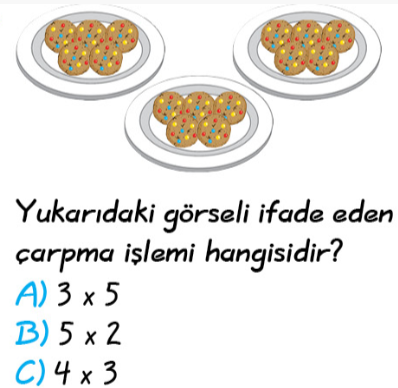 Yukarıdaki görseli ifade eden
çarpma işlemi hangisidir?
A) 3 x 5
B) 5 x 2
C) 4 x 3